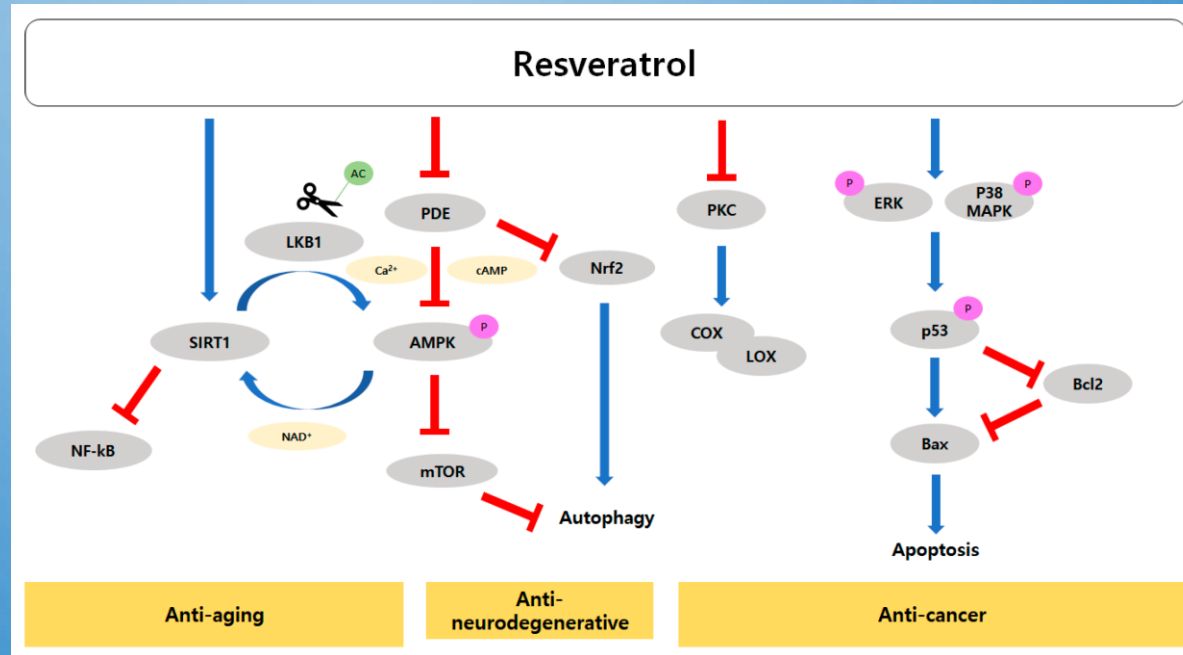 Resveratrol
AC
P
P
ERK
P38
MAPK
PDE
PKC
LKB1
Ca²⁺
cAMP
Nrf2
P
P
SIRT1
AMPK
COX
p53
LOX
Bcl2
NAD⁺
NF-kB
Bax
mTOR
Autophagy
Apoptosis
Anti-aging
Anti-
neurodegenerative
Anti-cancer